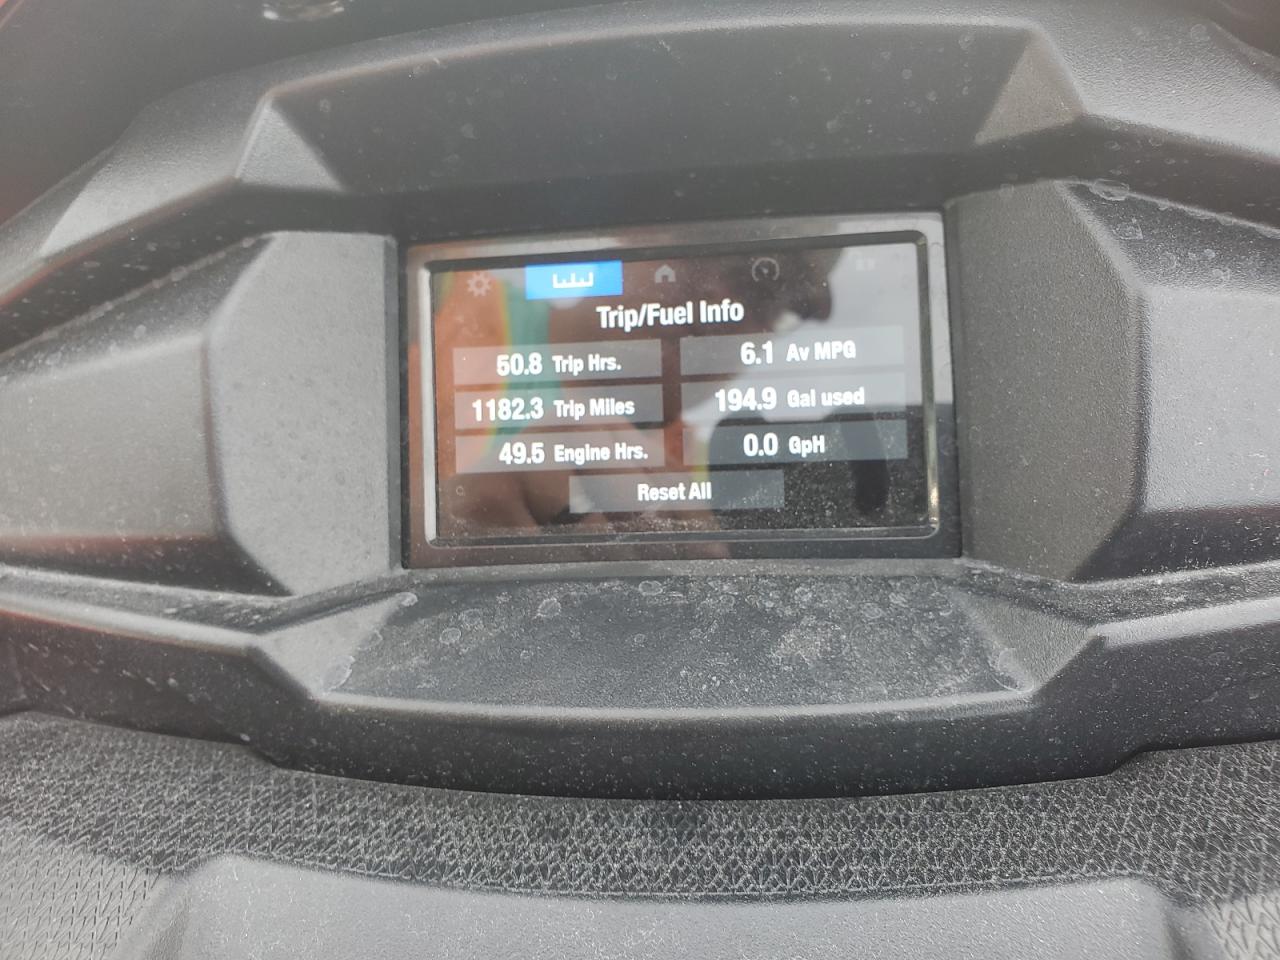 Trip/Fuel Info
50.8 Trip Hrs.
6.1 Av MPG
1182.3 Trip Miles
194.9 Gal used
49.5 Engine Hrs.
0.0 GpH
Reset All